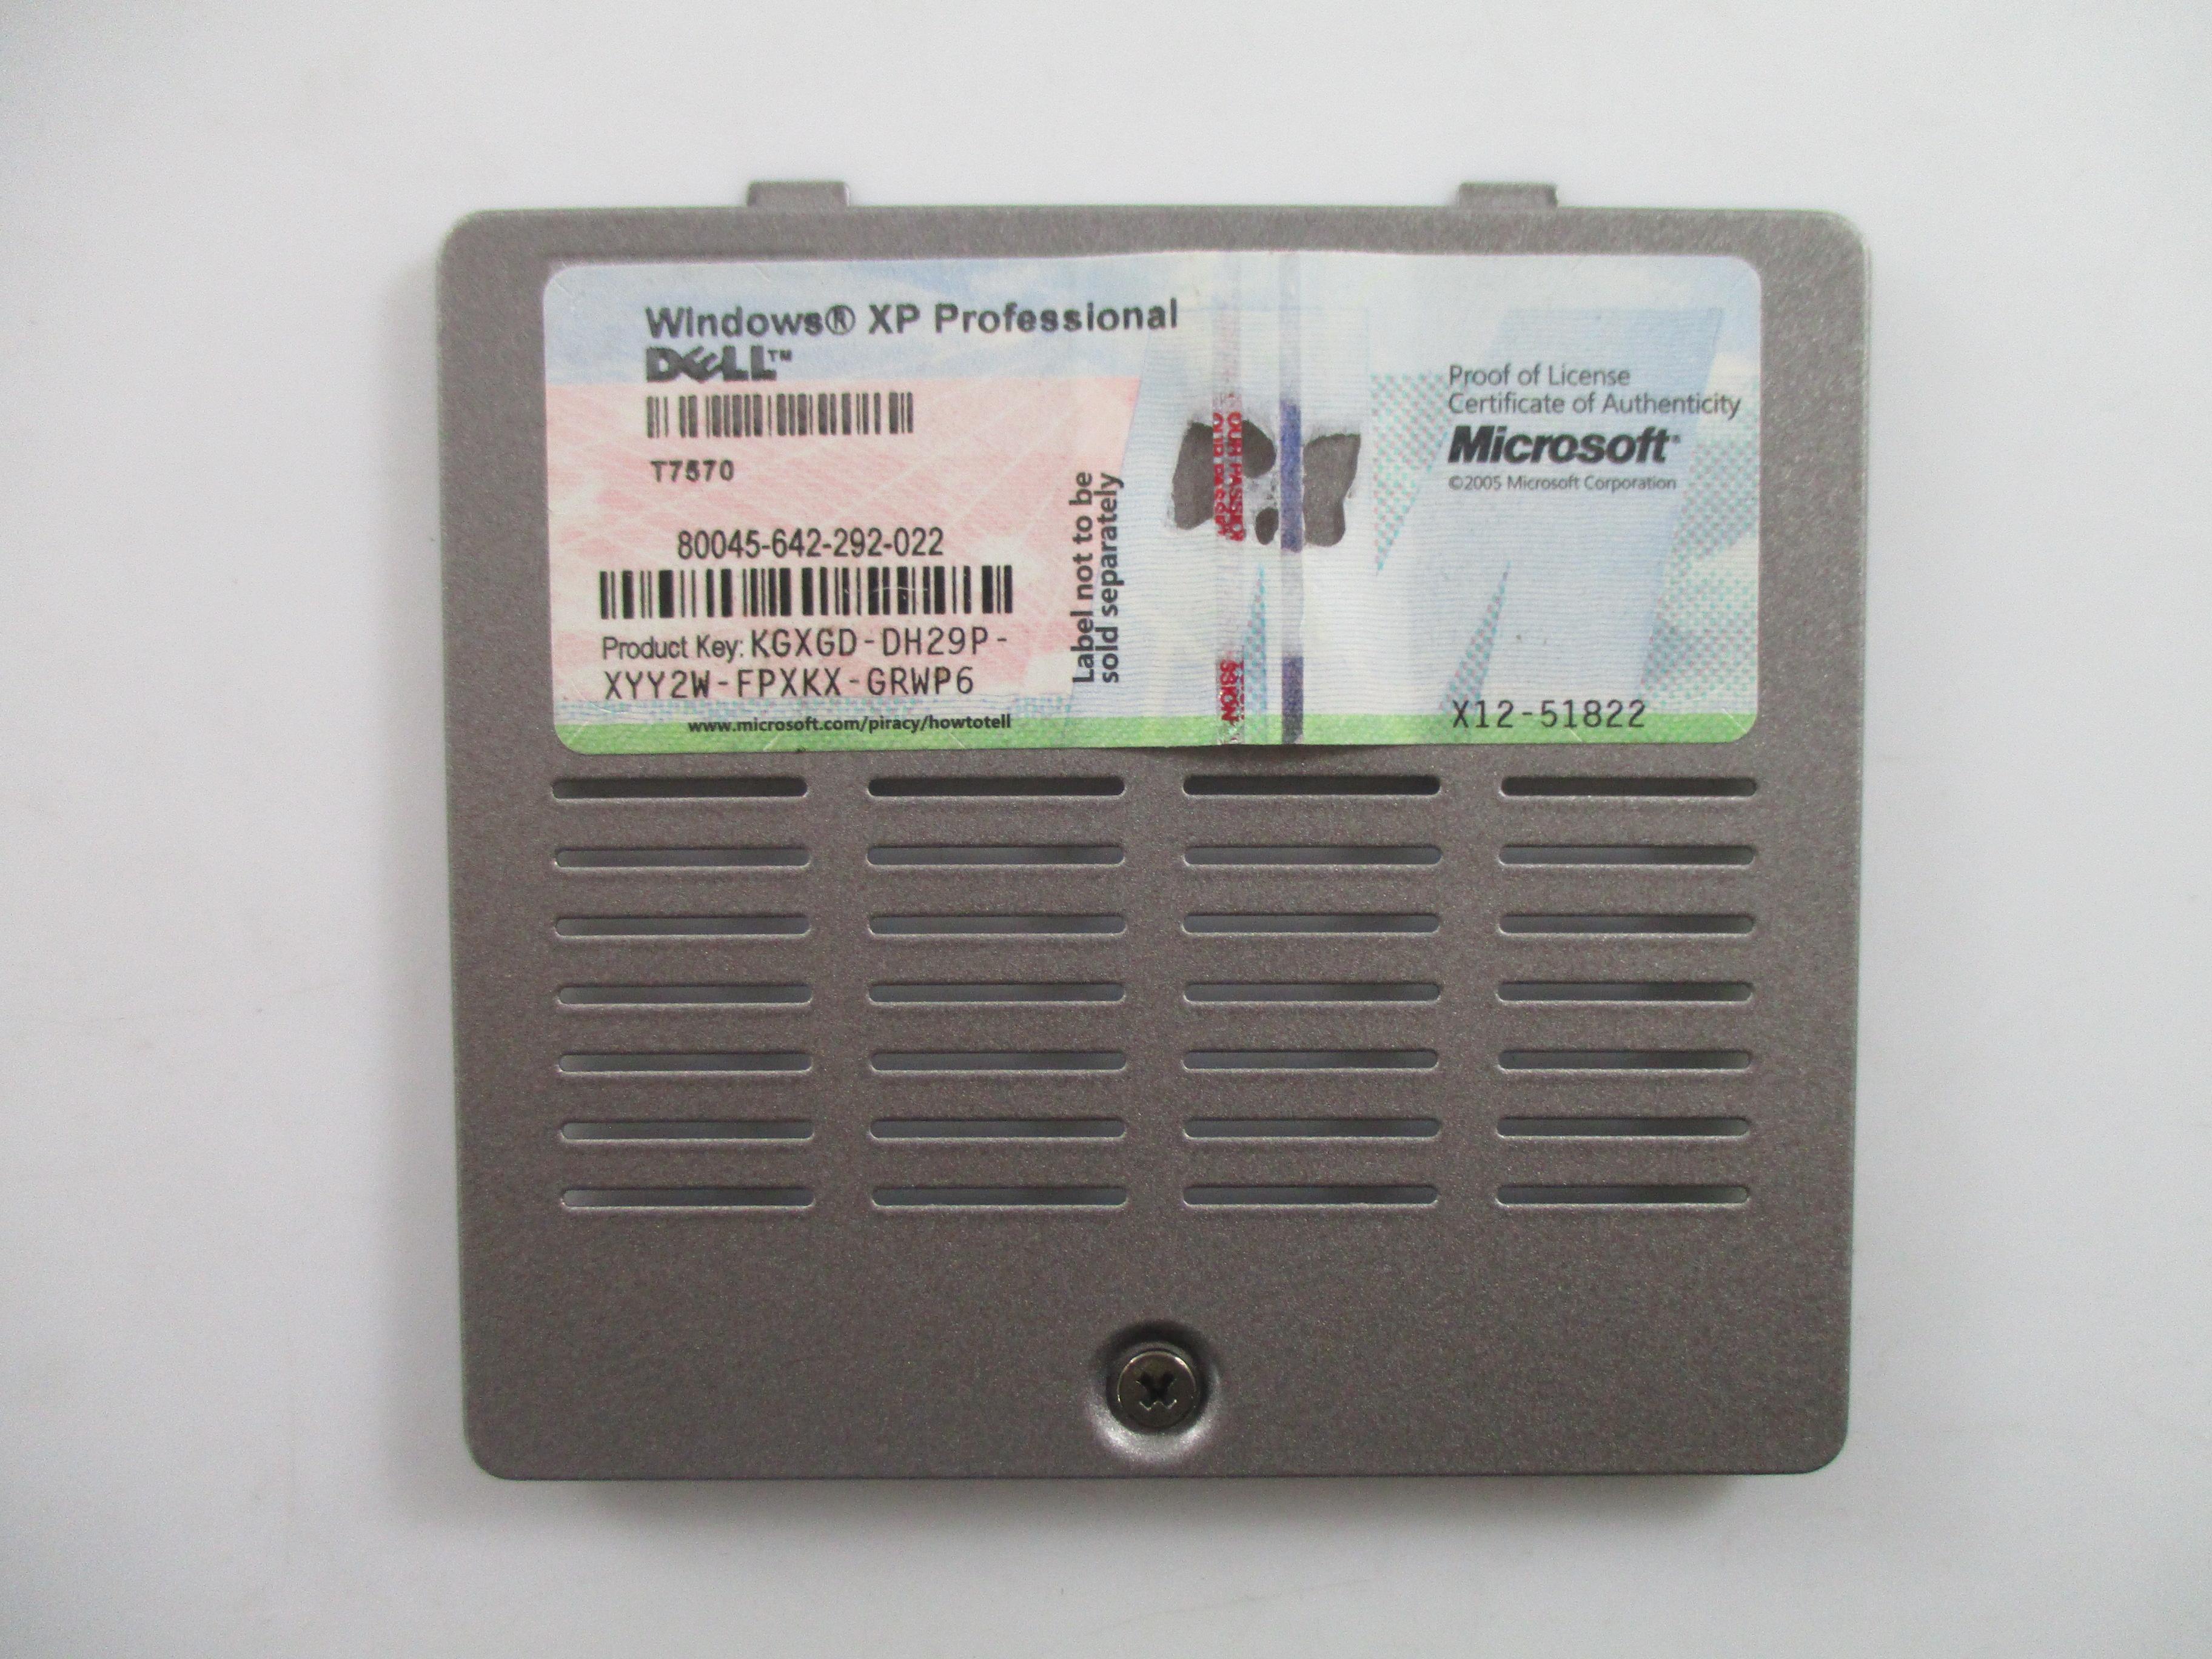 Windows® XP Professional
DELL™
T7570
80045-642-292-022
Product Key: KGXGD-DH29P-
XYY2W-FPXKX-GRWP6
www.microsoft.com/piracy/howtotell
Label not to be
sold separately
Proof of License
Certificate of Authenticity
Microsoft®
©2005 Microsoft Corporation
X12-51822